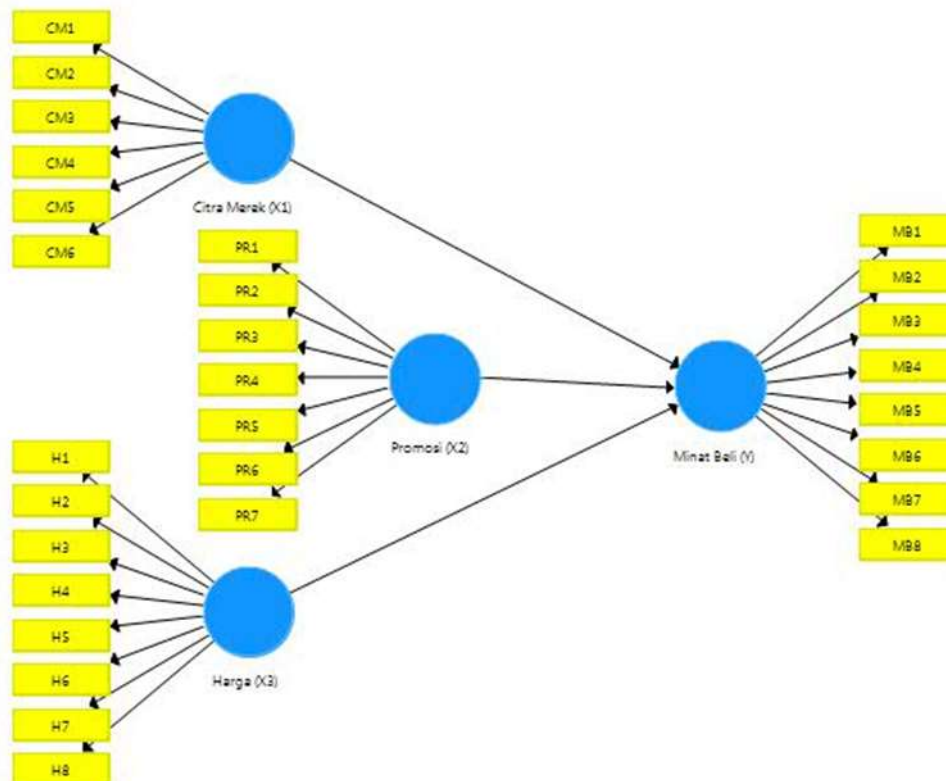 CM1
CM2
CM3
CM4
CM5
CM6
Citra Merek (X1)
PR1
PR2
PR3
PR4
PR5
PR6
PR7
Promosi (X2)
H1
H2
H3
H4
H5
H6
H7
H8
Harga (X3)
MB1
MB2
MB3
MB4
MB5
MB6
MB7
MB8
Minat Beli (Y)